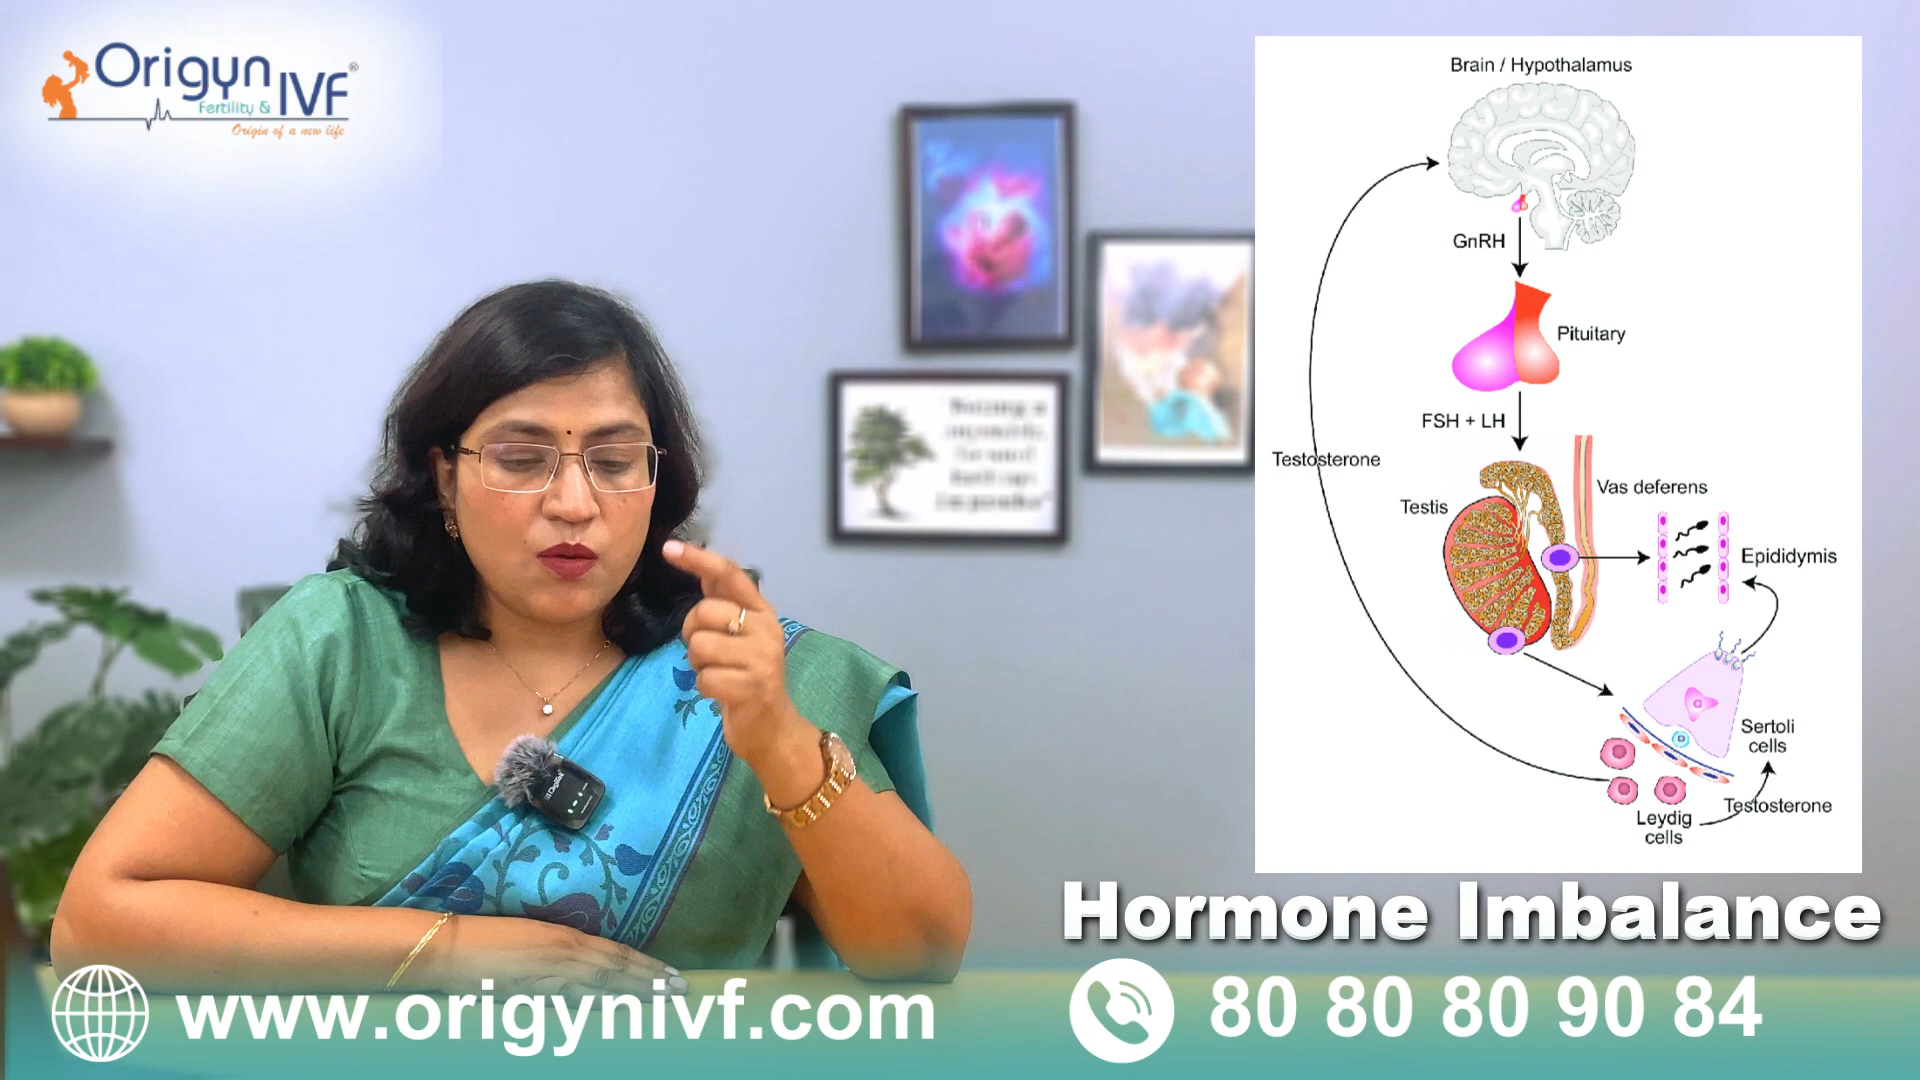 Origyn IVF®
Fertility &
Origin of a new life
Brain / Hypothalamus
GnRH
Pituitary
FSH + LH
Testosterone
Testis
Vas deferens
Epididymis
Sertoli
cells
Testosterone
Leydig
cells
Hormone Imbalance
www.origynivf.com
80 80 80 90 84